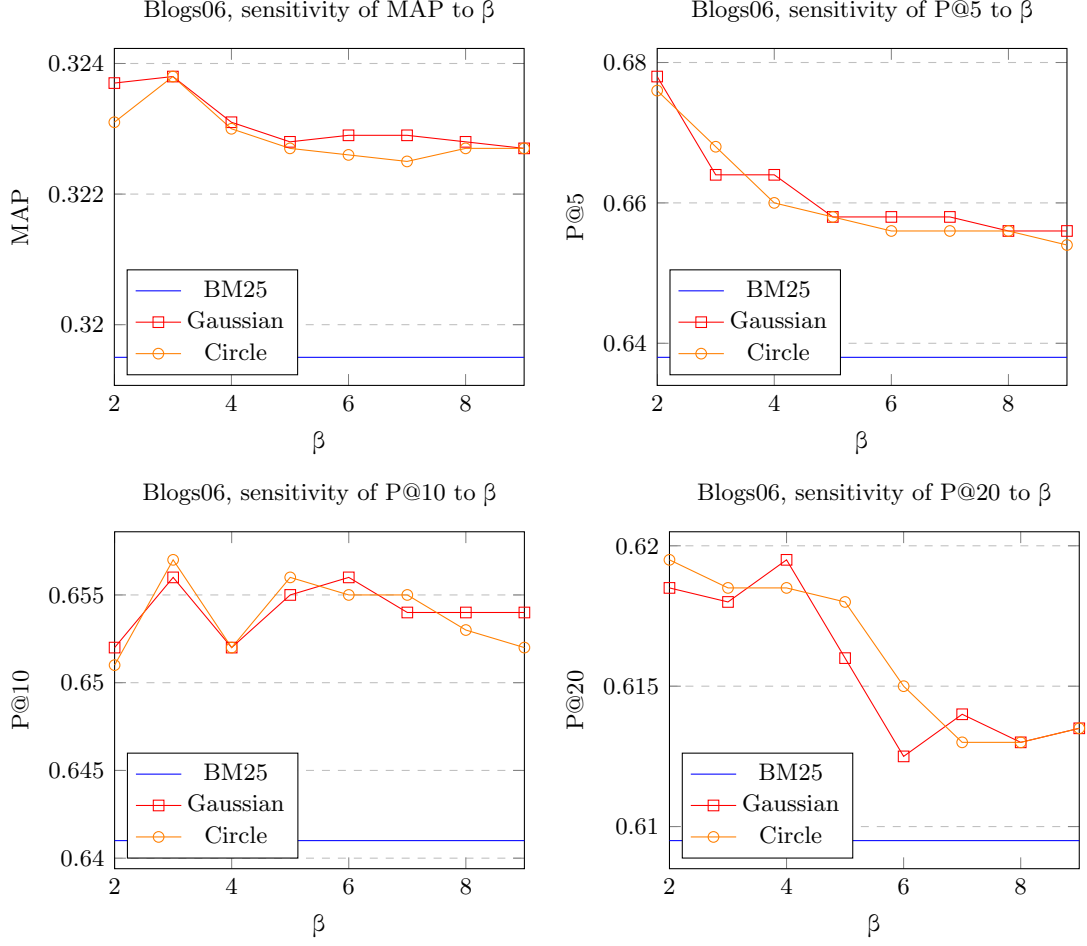 Blogs06, sensitivity of MAP to β
0.324
0.322
0.32
MAP
BM25
Gaussian
Circle
2 4 6 8
β
Blogs06, sensitivity of P@5 to β
0.68
0.66
0.64
P@5
BM25
Gaussian
Circle
2 4 6 8
β
Blogs06, sensitivity of P@10 to β
0.655
0.65
0.645
0.64
P@10
BM25
Gaussian
Circle
2 4 6 8
β
Blogs06, sensitivity of P@20 to β
0.62
0.615
0.61
P@20
BM25
Gaussian
Circle
2 4 6 8
β